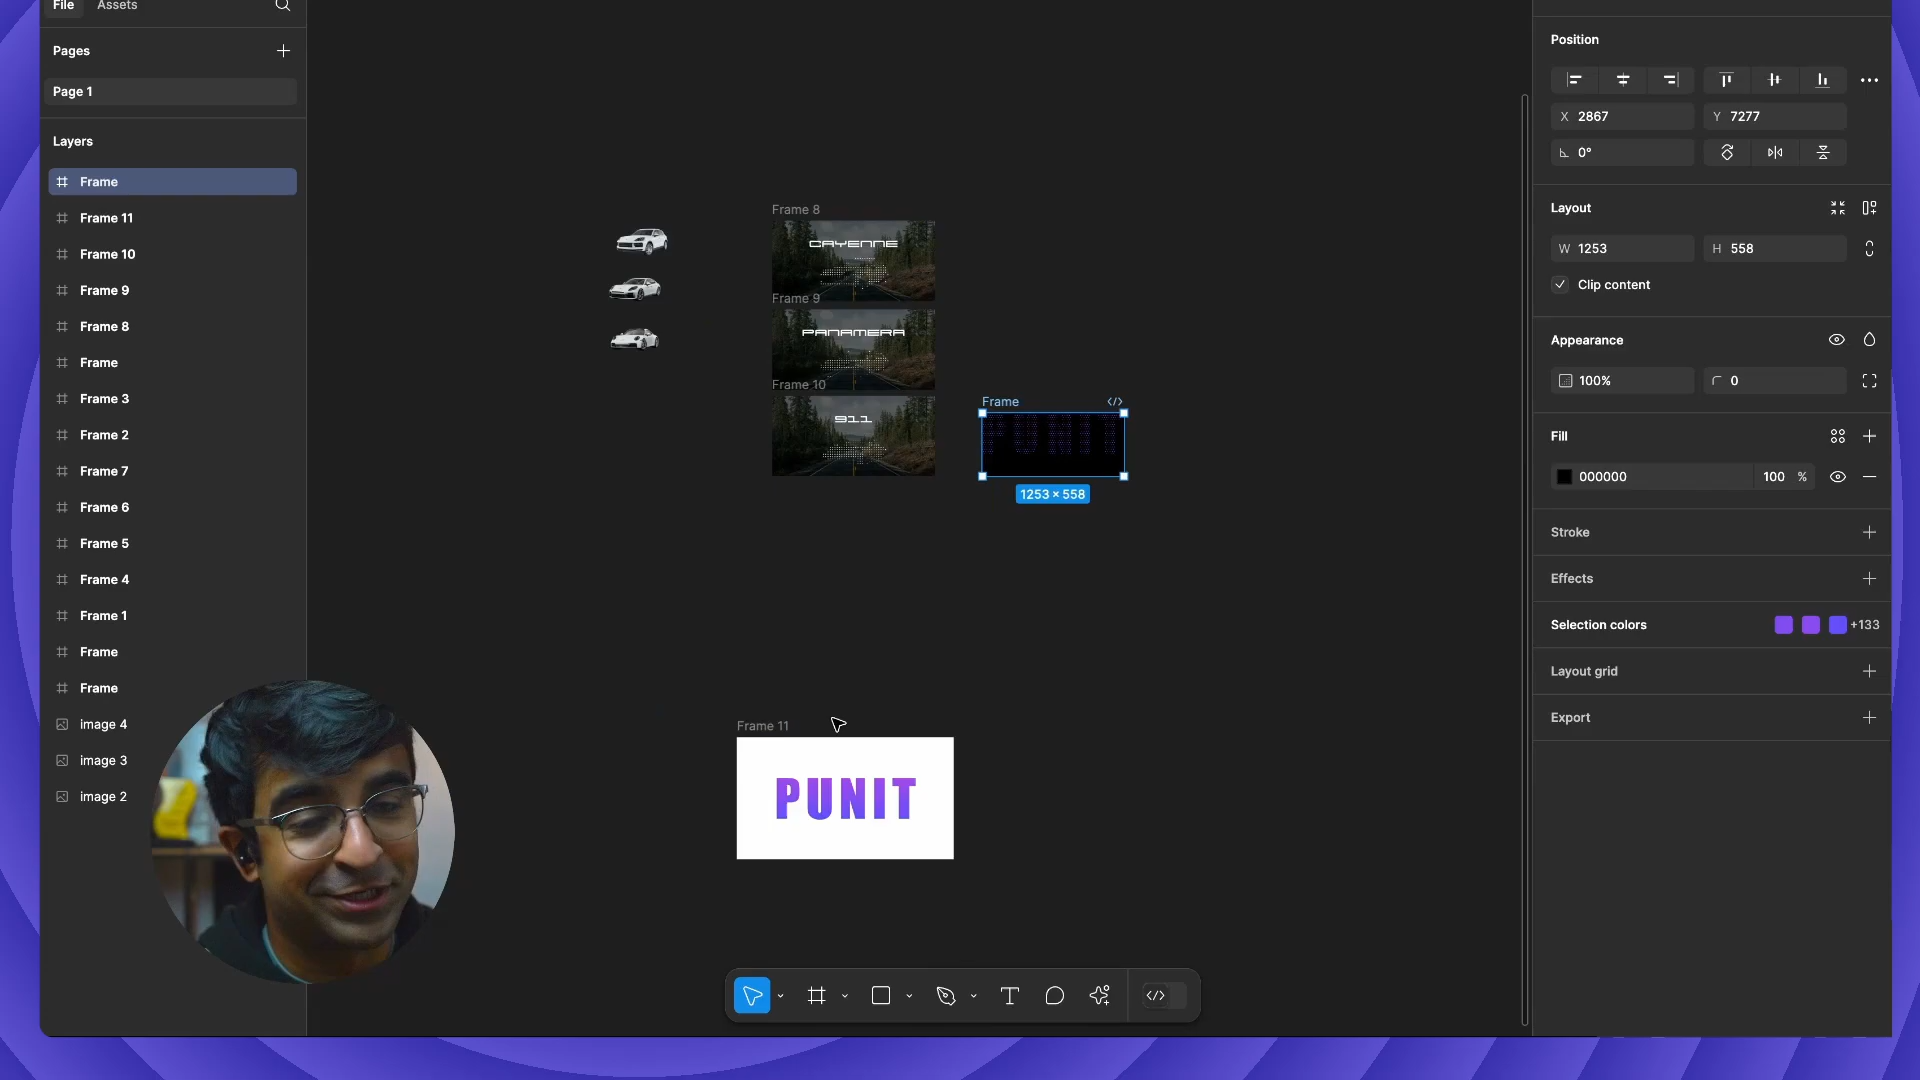 File Assets
Pages
Page 1
Layers
Frame
Frame 11
Frame 10
Frame 9
Frame 8
Frame
Frame 3
Frame 2
Frame 7
Frame 6
Frame 5
Frame 4
Frame 1
Frame
Frame
image 4
image 3
image 2
Frame 8
CAYENNE
Frame 9
PANAMERA
Frame 10
911
Frame
PUNIT
1253 × 558
Frame 11
PUNIT
Position
X 2867 Y 7277
0°
Layout
W 1253 H 558
Clip content
Appearance
100% 0
Fill
000000 100 %
Stroke
Effects
Selection colors +133
Layout grid
Export